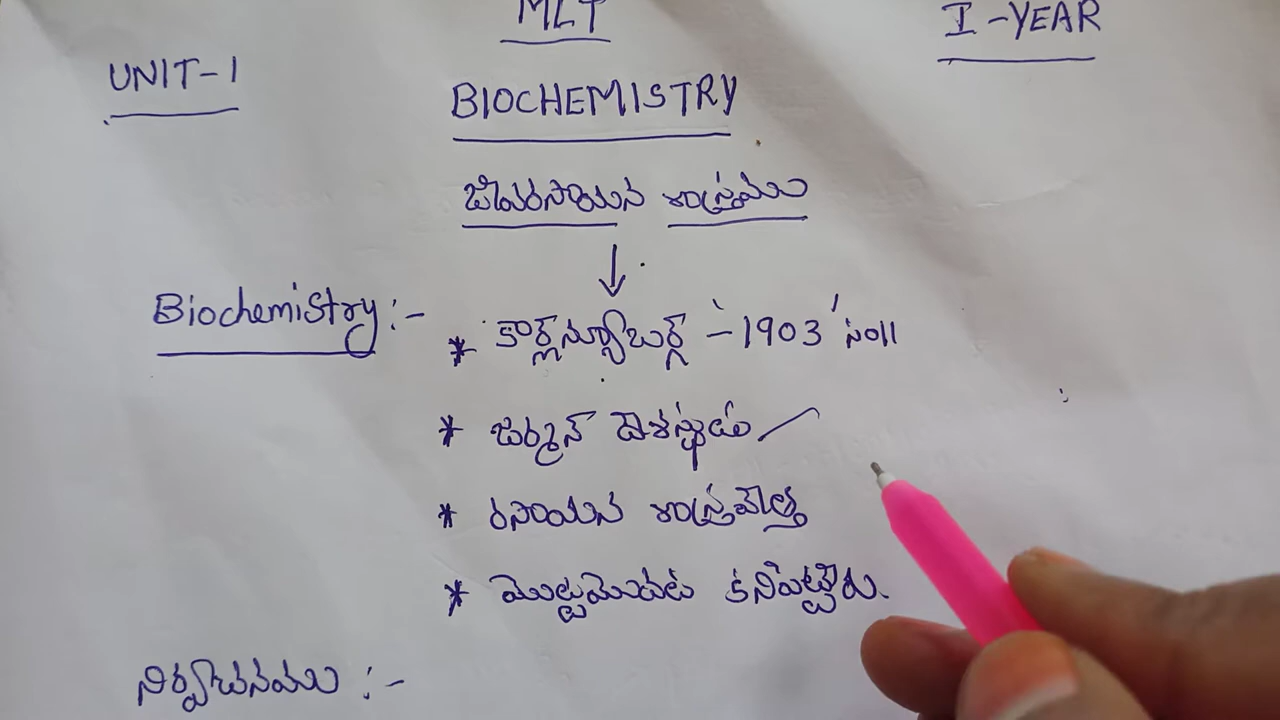 MLT I-YEAR
UNIT-1
BIOCHEMISTRY
జీవరసాయన శాస్త్రము
Biochemistry:- * కార్ల్‌న్యూబర్గ్ - 1903 సం॥
* జర్మన్ దేశస్థుడు
* రసాయన శాస్త్రవేత్త
* మొట్టమొదట కనిపెట్టారు.
నిర్వచనము :-